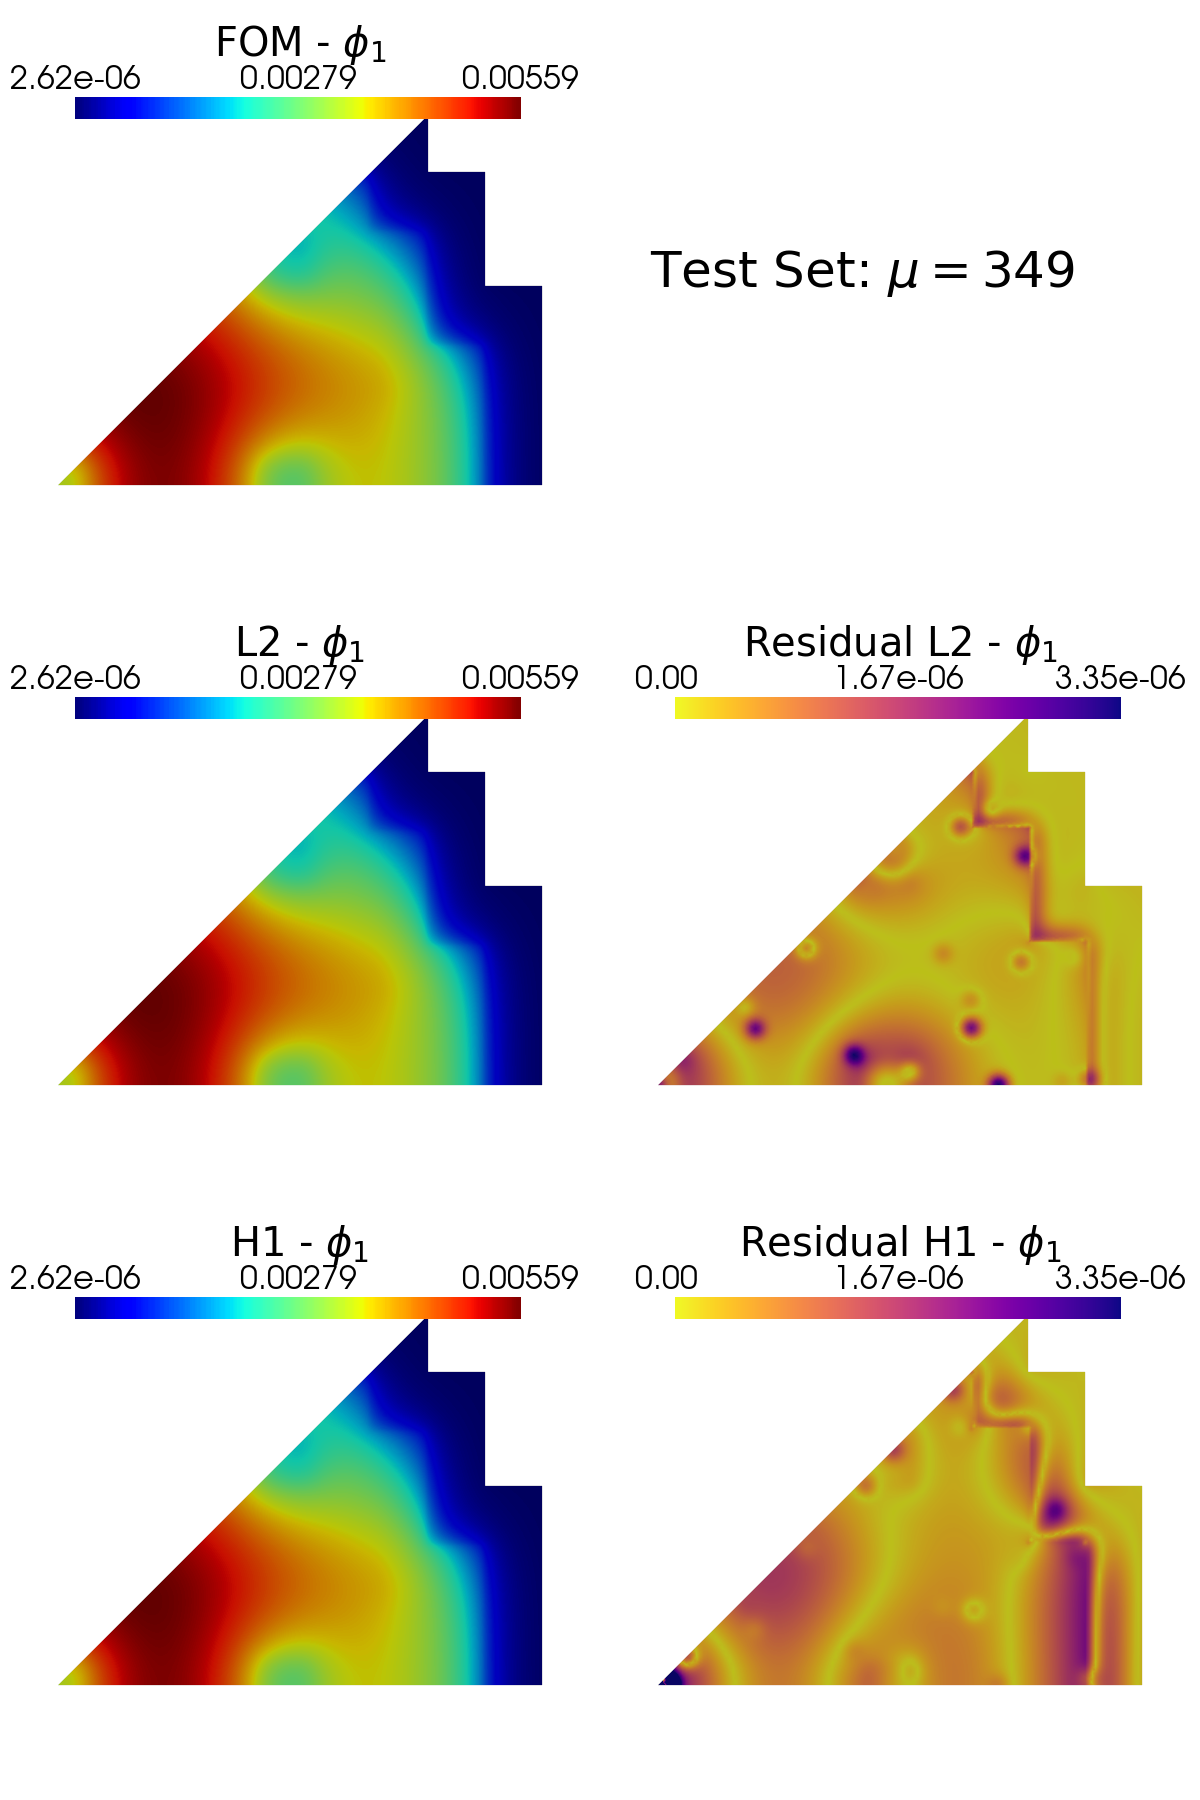 FOM - ϕ₁
2.62e-06 0.00279 0.00559
Test Set: μ = 349
L2 - ϕ₁
2.62e-06 0.00279 0.00559
Residual L2 - ϕ₁
0.00 1.67e-06 3.35e-06
H1 - ϕ₁
2.62e-06 0.00279 0.00559
Residual H1 - ϕ₁
0.00 1.67e-06 3.35e-06